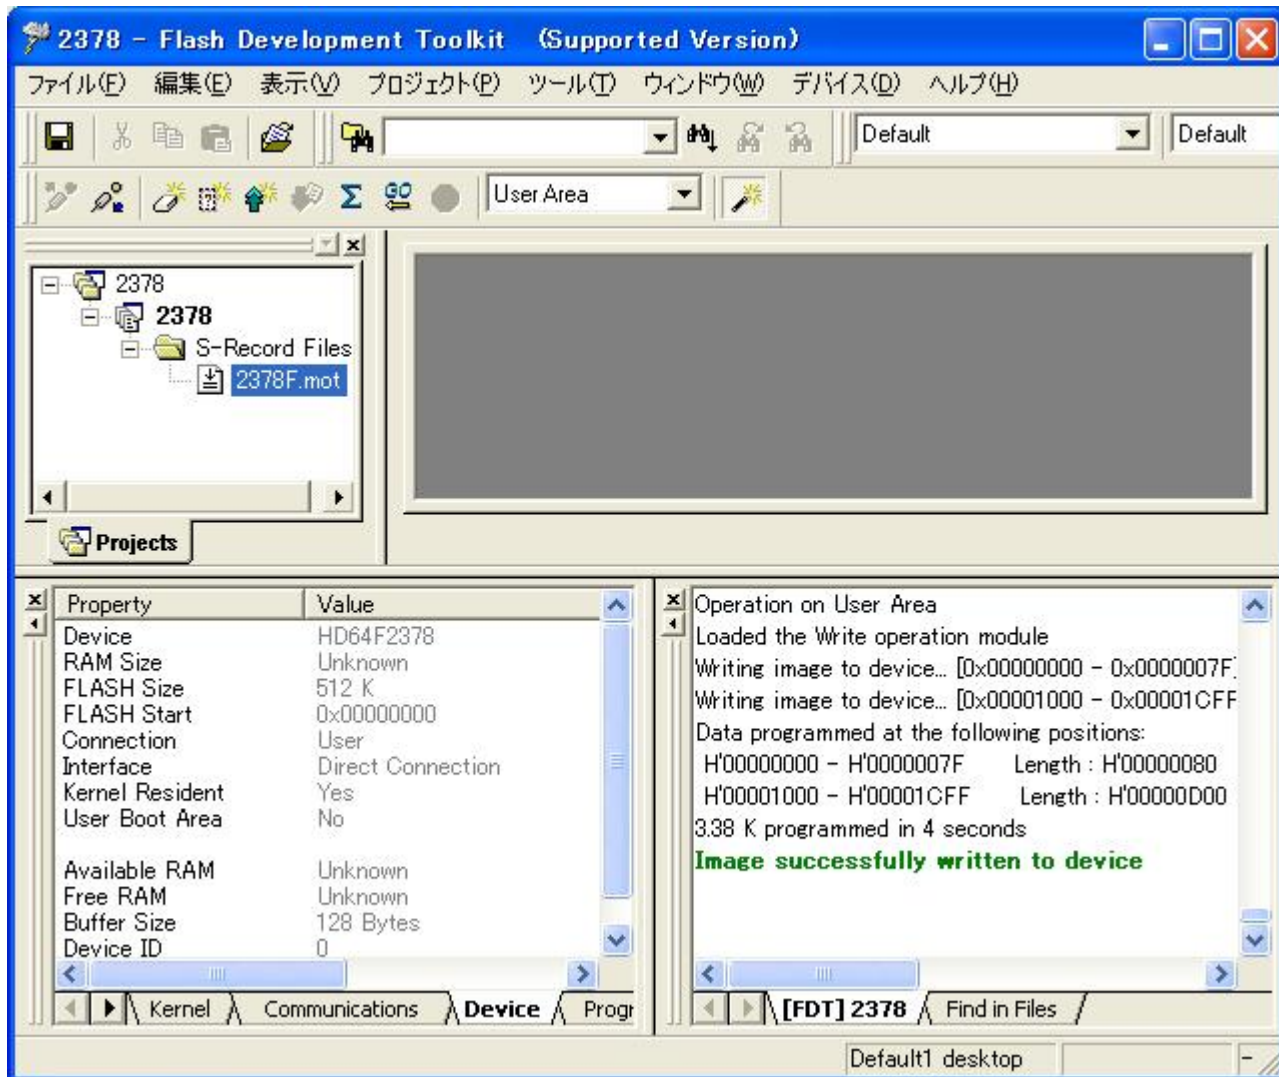 2378 - Flash Development Toolkit (Supported Version)
ファイル(F) 編集(E) 表示(V) プロジェクト(P) ツール(T) ウィンドウ(W) デバイス(D) ヘルプ(H)
Default Default
GO User Area
2378
2378
S-Record Files
2378F.mot
Projects
Property Value
Device HD64F2378
RAM Size Unknown
FLASH Size 512 K
FLASH Start 0x00000000
Connection User
Interface Direct Connection
Kernel Resident Yes
User Boot Area No
Available RAM Unknown
Free RAM Unknown
Buffer Size 128 Bytes
Device ID 0
Kernel Communications Device Progr
Operation on User Area
Loaded the Write operation module
Writing image to device... [0x00000000 - 0x0000007F]
Writing image to device... [0x00001000 - 0x00001CFF
Data programmed at the following positions:
H'00000000 - H'0000007F Length : H'00000080
H'00001000 - H'00001CFF Length : H'00000D00
3.38 K programmed in 4 seconds
Image successfully written to device
[FDT] 2378 Find in Files
Default1 desktop -